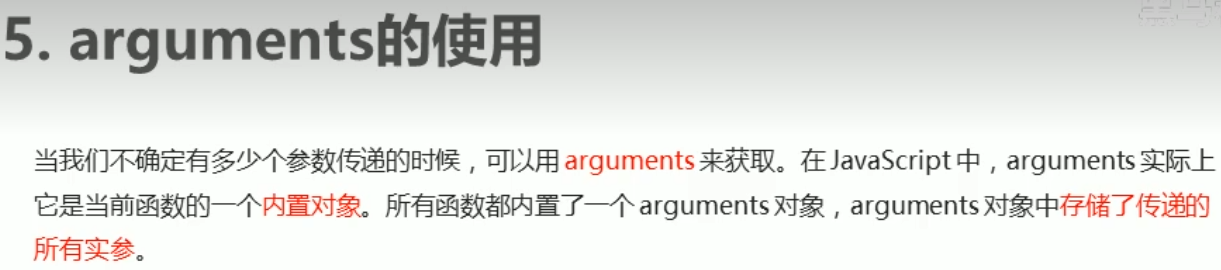 5. arguments的使用
当我们不确定有多少个参数传递的时候，可以用 arguments 来获取。在 JavaScript 中，arguments 实际上
它是当前函数的一个内置对象。所有函数都内置了一个 arguments 对象，arguments 对象中存储了传递的
所有实参。